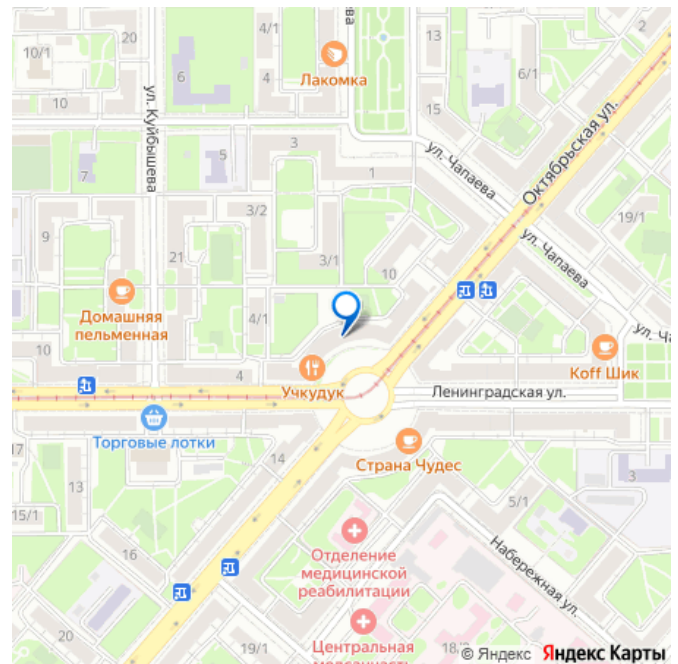 20
10/1
4/1
ва
13
2
6
4
Лакомка
6/1
10
15
ул. Куйбышева
Октябрьская ул.
3
ул. Чапаева
5
7
1
3/2
19/1
9
21
3/1
10
ул. Чапаева
Домашняя
пельменная
4/1
ул. Ча
10
4
Учкудук
Koff Шик
Ленинградская ул.
Торговые лотки
Страна Чудес
17
14
13
3
15/1
5/1
16
Отделение
медицинской
реабилитации
Набережная ул.
20
19/1
Центральная
18/
© Яндекс Яндекс Карты